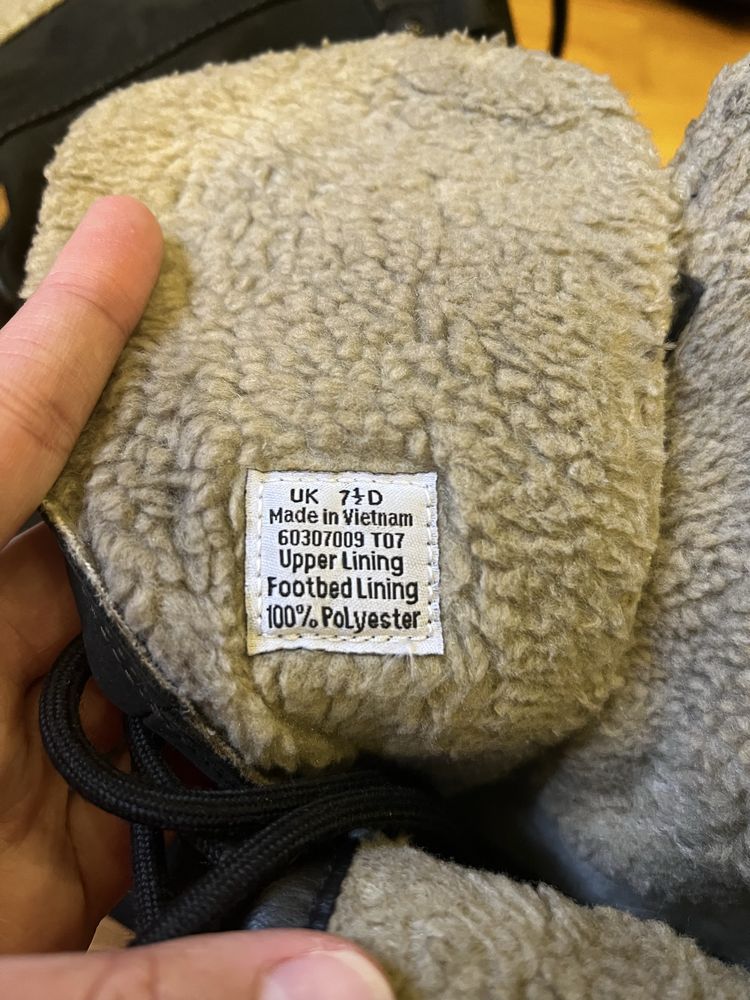 UK 7½D
Made in Vietnam
60307009 T07
Upper Lining
Footbed Lining
100% Polyester